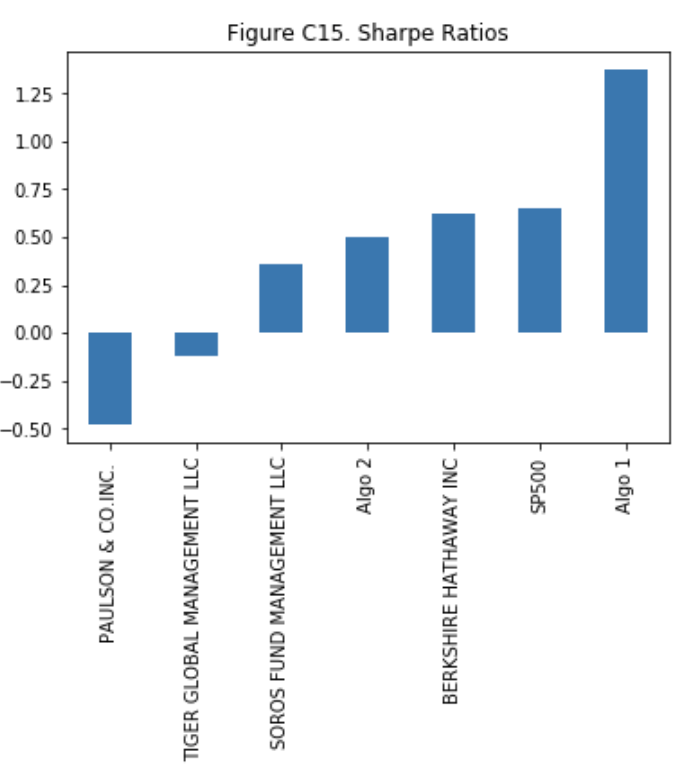 Figure C15. Sharpe Ratios
1.25
1.00
0.75
0.50
0.25
0.00
−0.25
−0.50
PAULSON & CO.INC.
TIGER GLOBAL MANAGEMENT LLC
SOROS FUND MANAGEMENT LLC
Algo 2
BERKSHIRE HATHAWAY INC
SP500
Algo 1